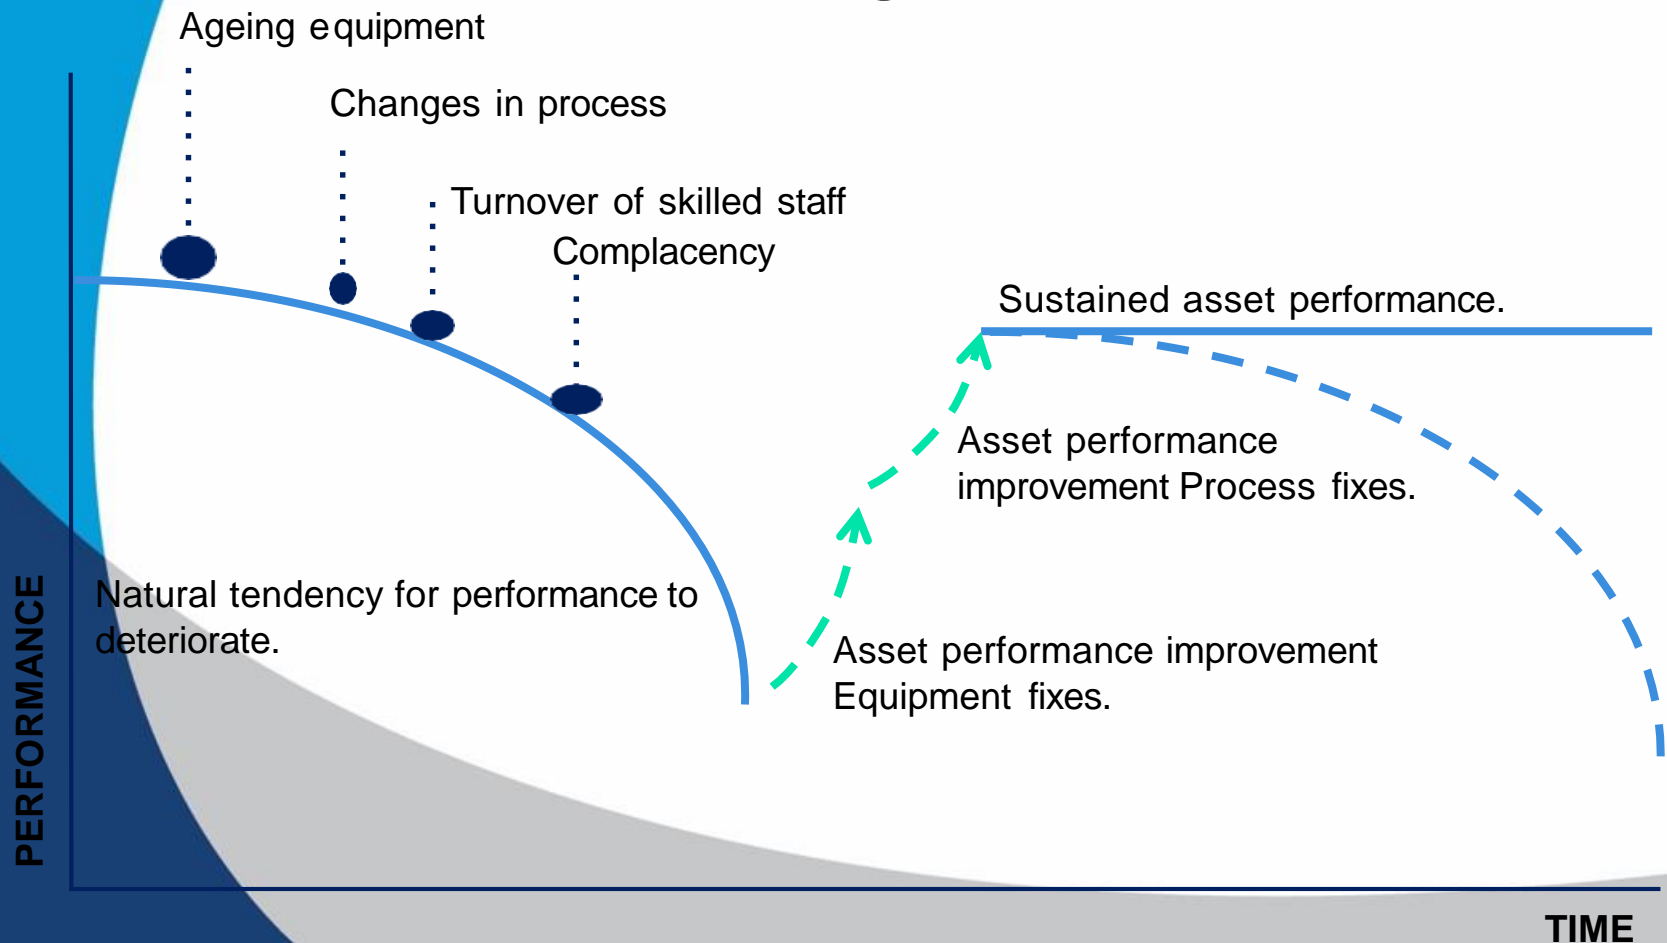 Ageing equipment
Changes in process
Turnover of skilled staff
Complacency
Sustained asset performance.
Asset performance
improvement Process fixes.
Natural tendency for performance to
deteriorate.
Asset performance improvement
Equipment fixes.
PERFORMANCE
TIME